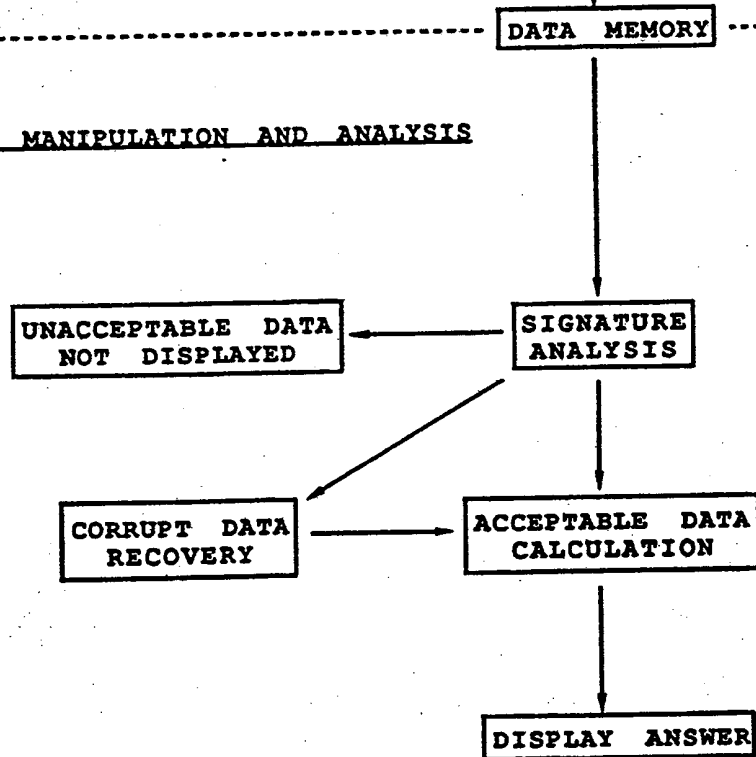 DATA MEMORY
MANIPULATION AND ANALYSIS
UNACCEPTABLE DATA
NOT DISPLAYED
SIGNATURE
ANALYSIS
CORRUPT DATA
RECOVERY
ACCEPTABLE DATA
CALCULATION
DISPLAY ANSWER